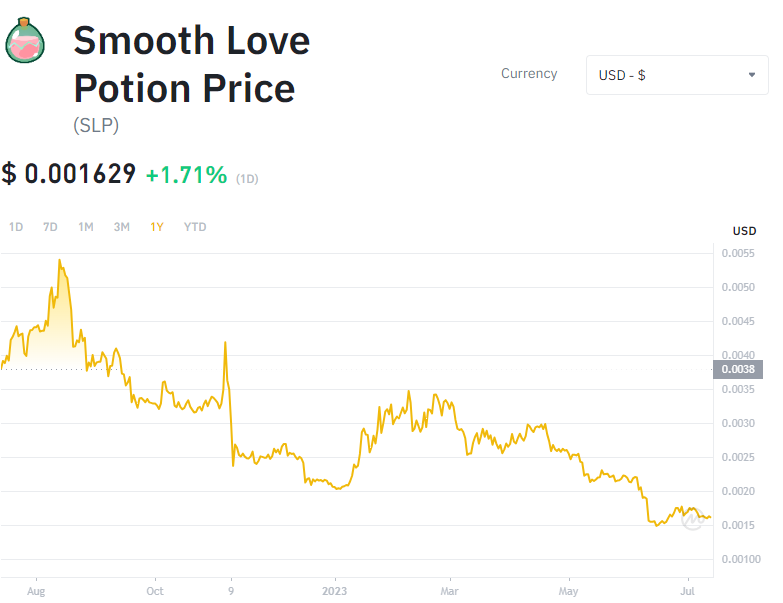 Smooth Love
Potion Price
(SLP)
Currency
USD - $
$ 0.001629 +1.71% (1D)
1D 7D 1M 3M 1Y YTD
USD
0.0055
0.0050
0.0045
0.0040
0.0038
0.0035
0.0030
0.0025
0.0020
0.0015
0.00100
Aug Oct 9 2023 Mar May Jul